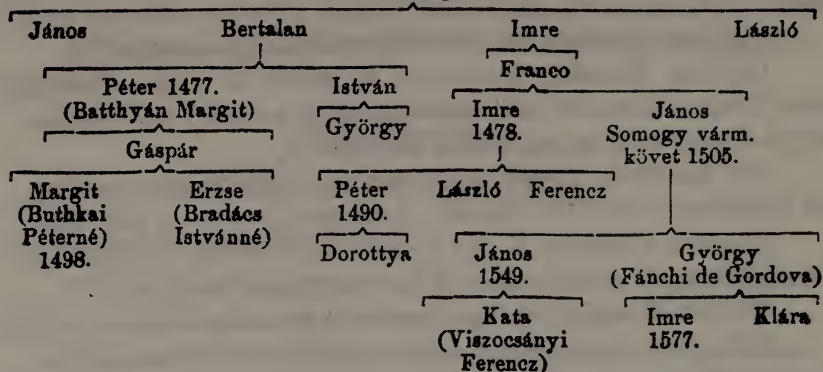 János Bertalan Imre László
Franco
Péter 1477. István
(Batthyán Margit) Imre János
György 1478. Somogy várm.
Gáspár követ 1505.
Margit Erzse Péter László Ferencz
(Buthkai (Bradács 1490.
Péterné) Istvánné) Dorottya János György
1498. 1549. (Fánchi de Gordova)
Kata Imre Klára
(Viszocsányi 1577.
Ferencz)